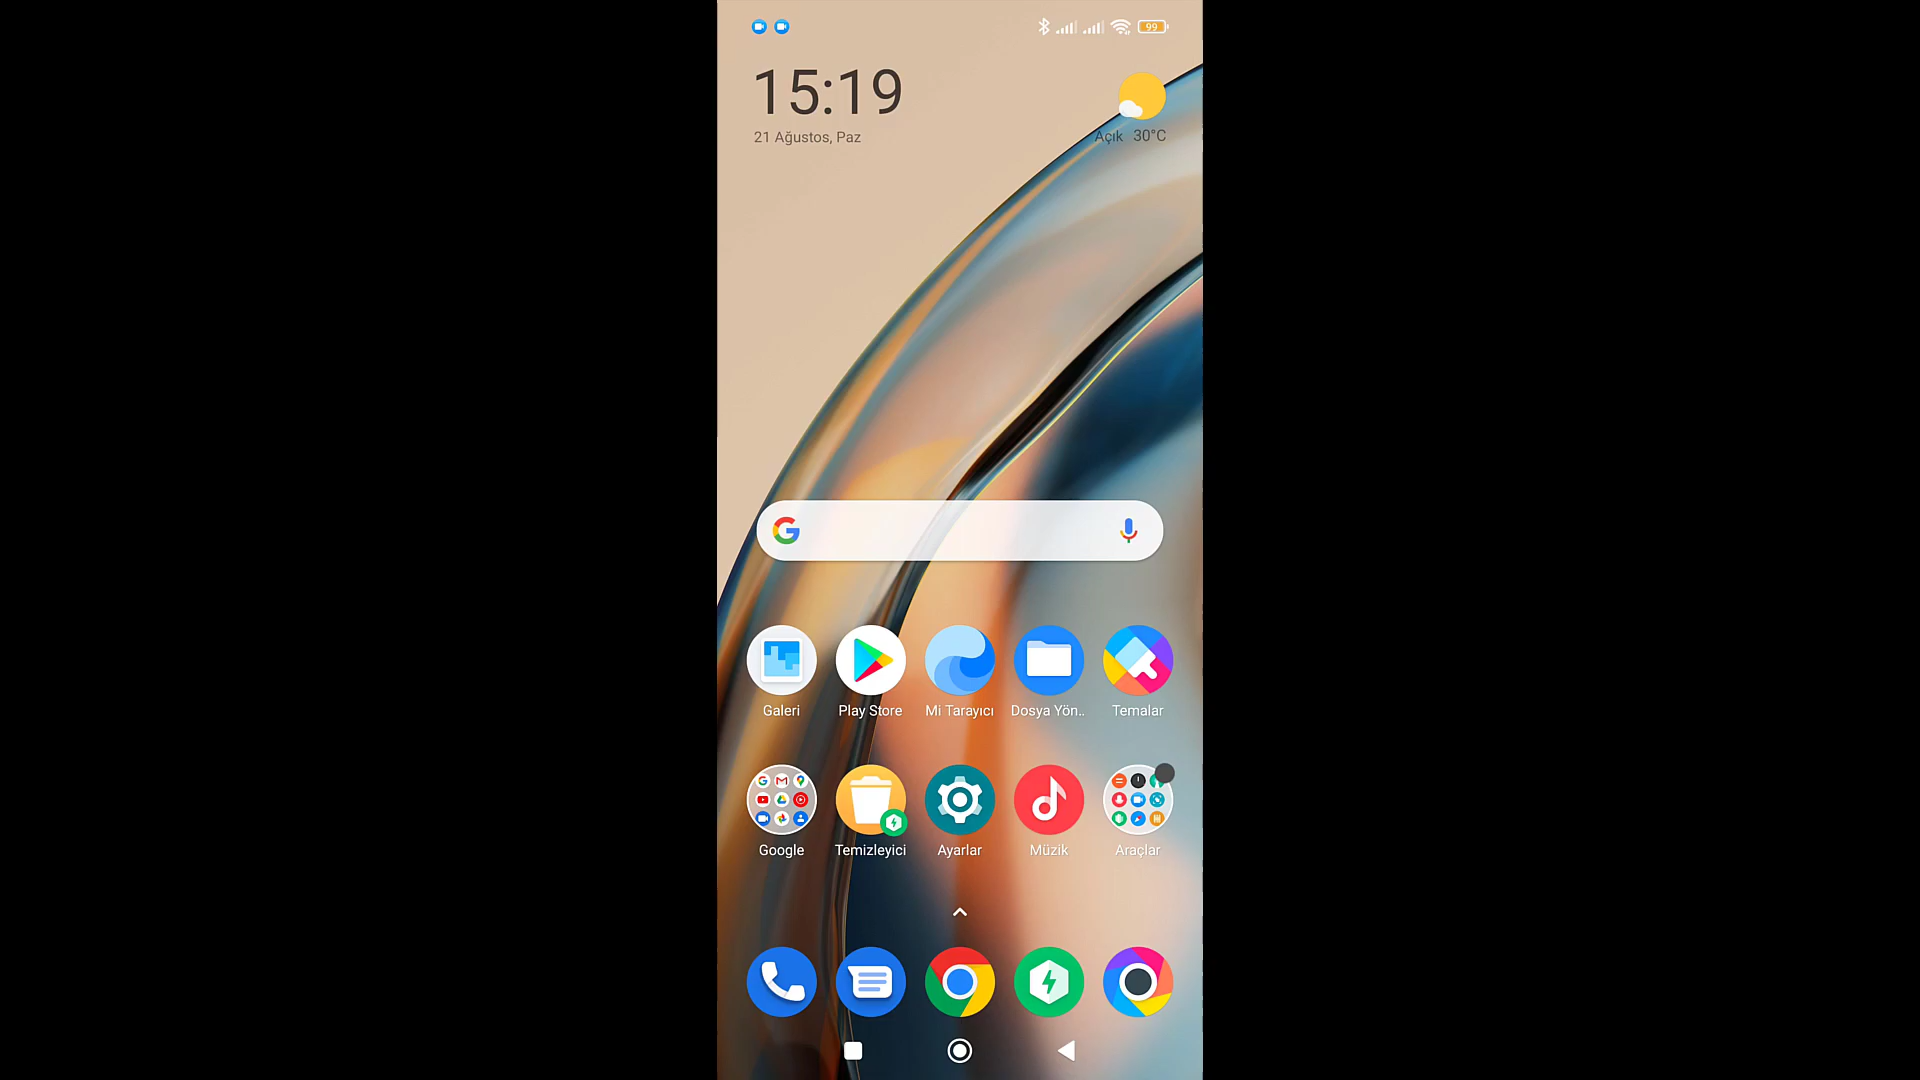 99
15:19
21 Ağustos, Paz
Açık 30°C
Galeri
Play Store
Mi Tarayıcı
Dosya Yön..
Temalar
Google
Temizleyici
Ayarlar
Müzik
Araçlar